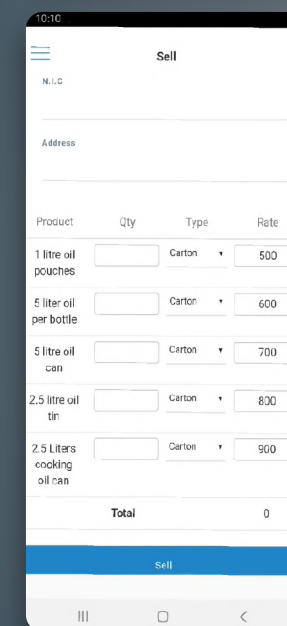 10:10
Sell
N.I.C
Address
Product Qty Type Rate
1 litre oil pouches Carton 500
5 liter oil per bottle Carton 600
5 litre oil can Carton 700
2.5 litre oil tin Carton 800
2.5 Liters cooking oil can Carton 900
Total 0
Sell